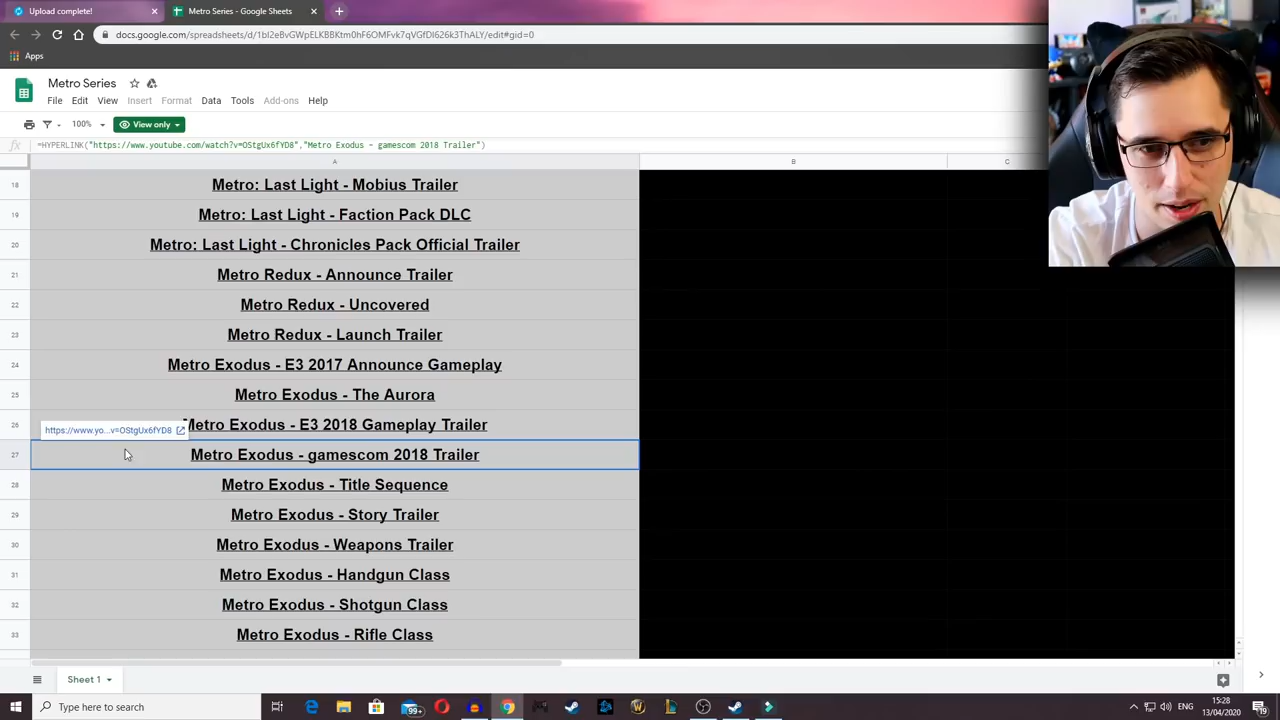 Upload complete!
Metro Series - Google Sheets
docs.google.com/spreadsheets/d/1bI2eBvGWpELKBBKtm0hF6OMFvk7qVGfDI626k3ThALY/edit#gid=0
Apps
Metro Series
File Edit View Insert Format Data Tools Add-ons Help
100% View only
fx =HYPERLINK("https://www.youtube.com/watch?v=OStgUx6fYD8","Metro Exodus - gamescom 2018 Trailer")
A B C
18 Metro: Last Light - Mobius Trailer
19 Metro: Last Light - Faction Pack DLC
20 Metro: Last Light - Chronicles Pack Official Trailer
21 Metro Redux - Announce Trailer
22 Metro Redux - Uncovered
23 Metro Redux - Launch Trailer
24 Metro Exodus - E3 2017 Announce Gameplay
25 Metro Exodus - The Aurora
26 Metro Exodus - E3 2018 Gameplay Trailer
https://www.yo...v=OStgUx6fYD8
27 Metro Exodus - gamescom 2018 Trailer
28 Metro Exodus - Title Sequence
29 Metro Exodus - Story Trailer
30 Metro Exodus - Weapons Trailer
31 Metro Exodus - Handgun Class
32 Metro Exodus - Shotgun Class
33 Metro Exodus - Rifle Class
Sheet 1
Type here to search
99+
15:28
13/04/2020
19